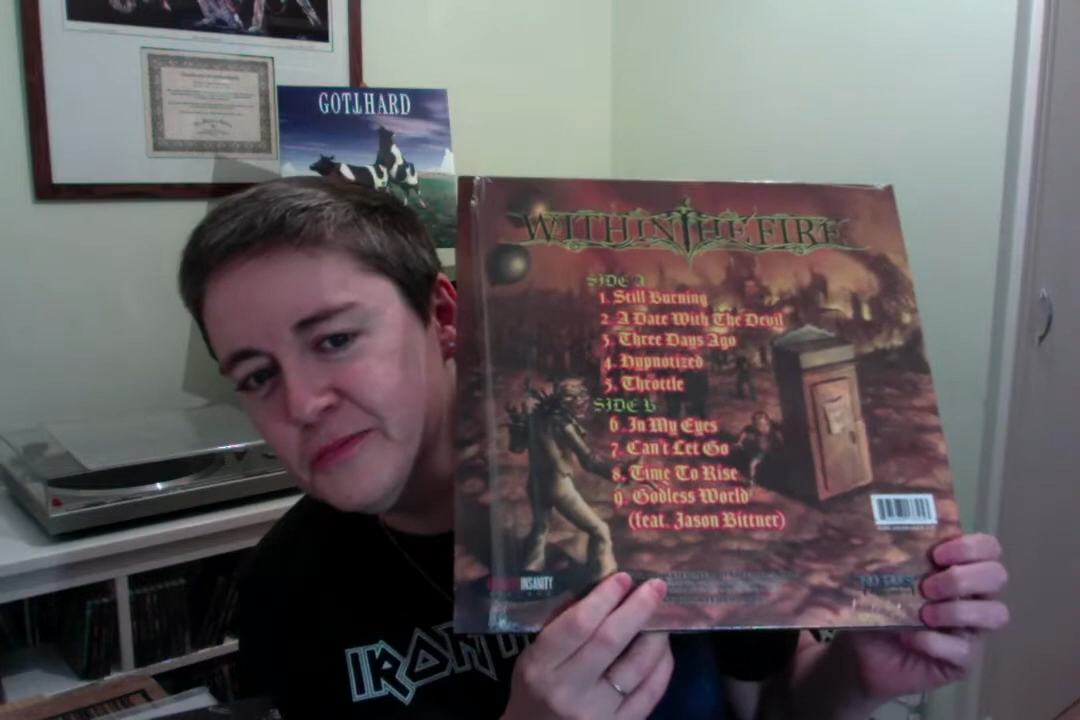 GOTTHARD
WITHIN THE FIRE
SIDE A
1. Still Burning
2. A Date With The Devil
3. Three Days Ago
4. Hypnotized
5. Throttle
SIDE B
6. In My Eyes
7. Can't Let Go
8. Time To Rise
9. Godless World
(feat. Jason Bittner)
INSANITY
IRON